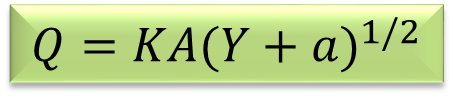 Q = KA(Y + a)^{1/2}